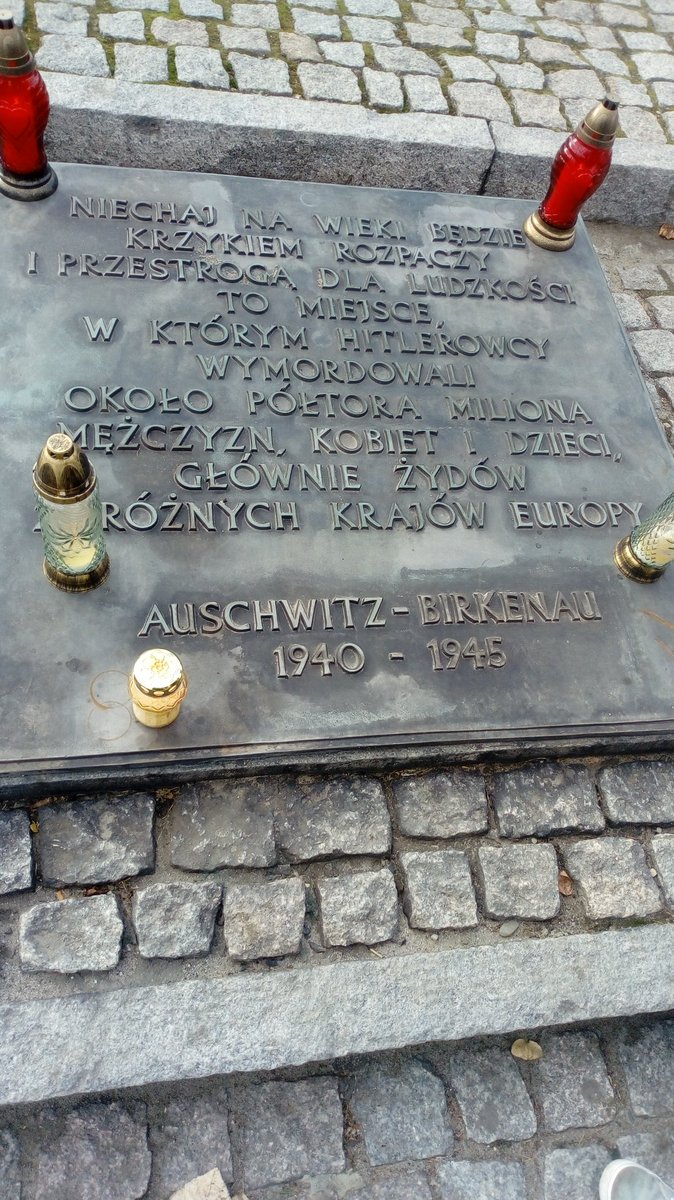 NIECHAJ NA WIEKI BĘDZIE
KRZYKIEM ROZPACZY
I PRZESTROGĄ DLA LUDZKOŚCI
TO MIEJSCE,
W KTÓRYM HITLEROWCY
WYMORDOWALI
OKOŁO PÓŁTORA MILIONA
MĘŻCZYZN, KOBIET I DZIECI,
GŁÓWNIE ŻYDÓW
RÓŻNYCH KRAJÓW EUROPY
AUSCHWITZ - BIRKENAU
1940 - 1945